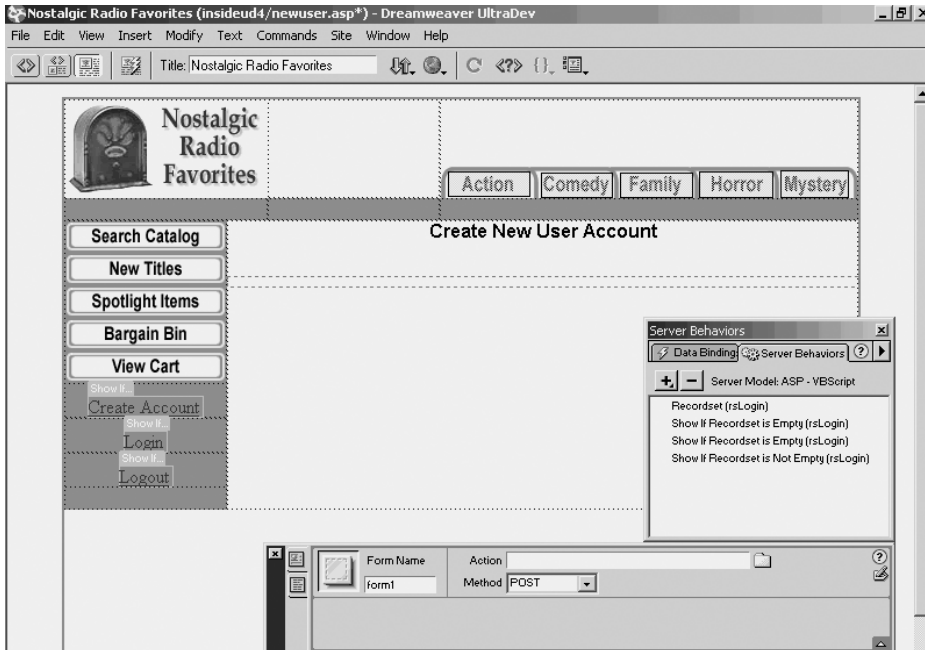 Nostalgic Radio Favorites (insideud4/newuser.asp*) - Dreamweaver UltraDev
File Edit View Insert Modify Text Commands Site Window Help
Title: Nostalgic Radio Favorites
Nostalgic
Radio
Favorites
Action Comedy Family Horror Mystery
Create New User Account
Search Catalog
New Titles
Spotlight Items
Bargain Bin
View Cart
Show If...
Create Account
Show If...
Login
Show If...
Logout
Server Behaviors
Data Binding Server Behaviors
Server Model: ASP - VBScript
Recordset (rsLogin)
Show If Recordset is Empty (rsLogin)
Show If Recordset is Empty (rsLogin)
Show If Recordset is Not Empty (rsLogin)
Form Name Action
form1 Method POST